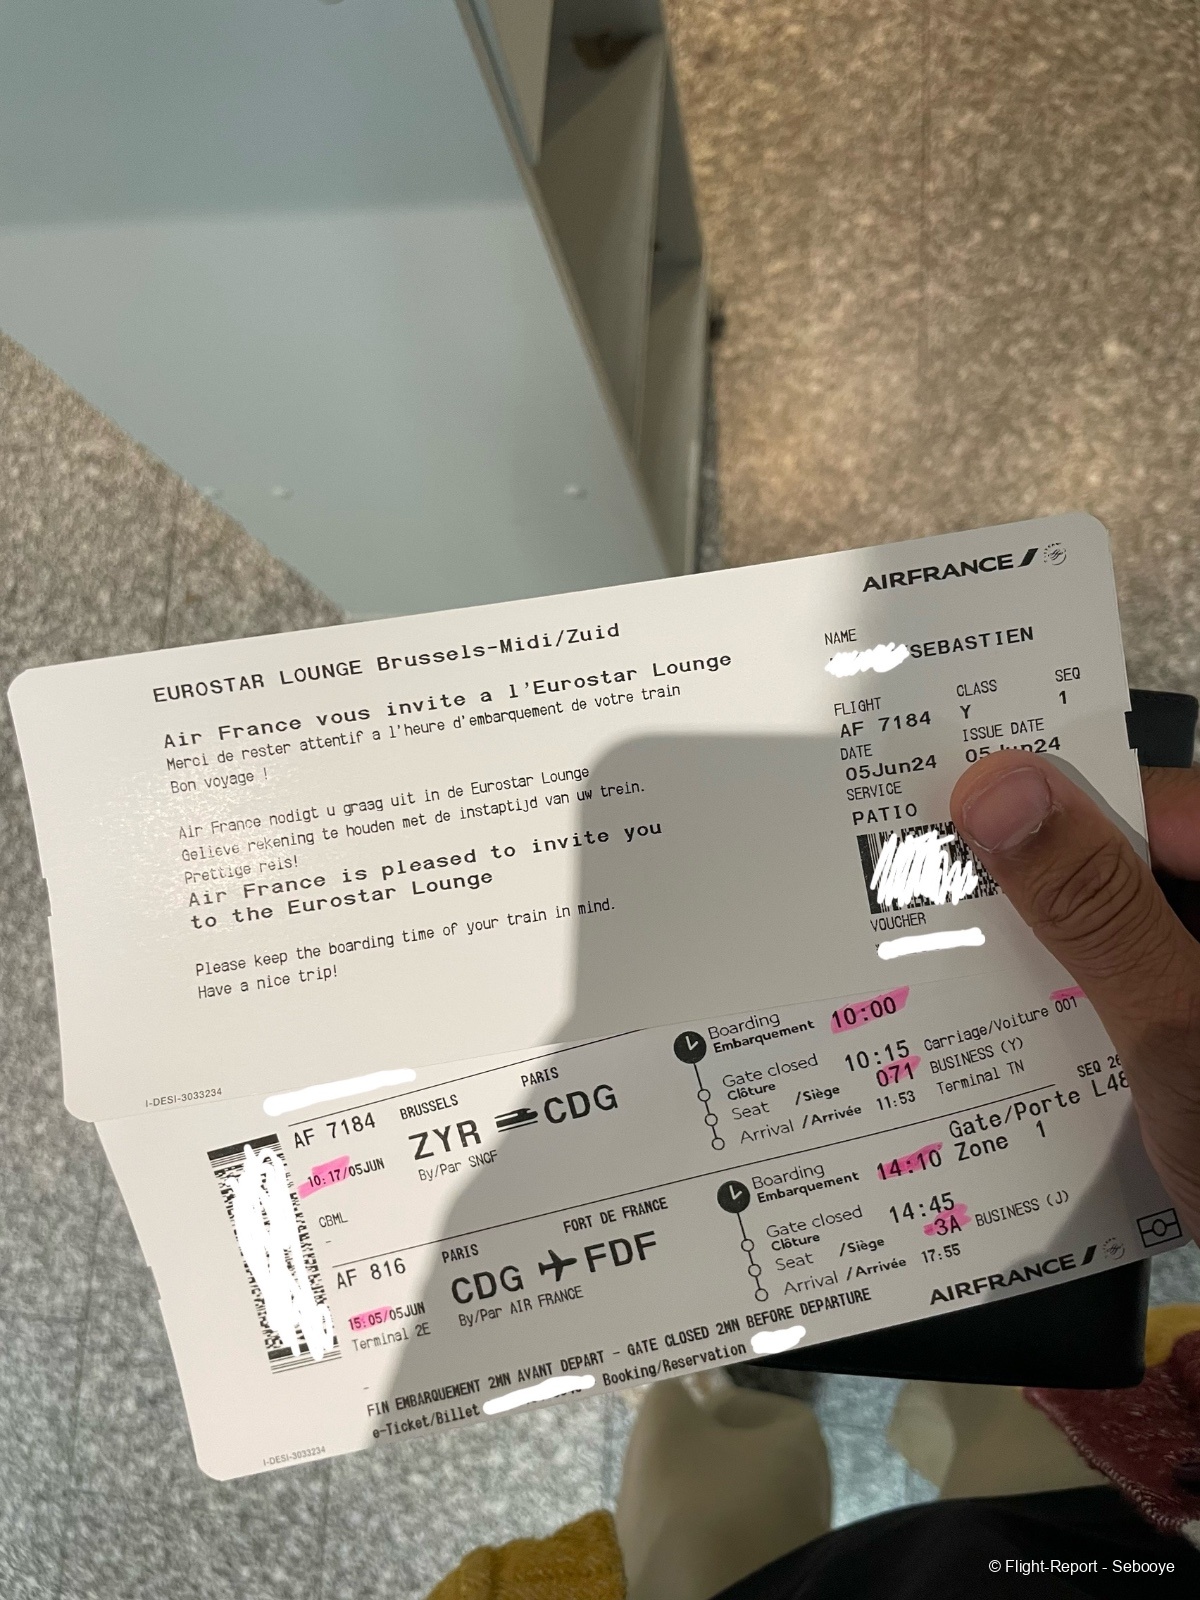 EUROSTAR LOUNGE Brussels-Midi/Zuid
Air France vous invite a l'Eurostar Lounge
Merci de rester attentif a l'heure d'embarquement de votre train
Bon voyage !
Air France nodigt u graag uit in de Eurostar Lounge
Gelieve rekening te houden met de instaptijd van uw trein.
Prettige reis!
Air France is pleased to invite you
to the Eurostar Lounge
Please keep the boarding time of your train in mind.
Have a nice trip!
I-DESI-3033234
AIRFRANCE
NAME
SEBASTIEN
FLIGHT CLASS SEQ
AF 7184 Y 1
DATE ISSUE DATE
05Jun24 05Jun24
SERVICE
PATIO
VOUCHER
AF 7184 BRUSSELS PARIS
ZYR CDG
10:17/05JUN By/Par SNCF
CBML
-
Boarding
Embarquement 10:00
Gate closed
Clôture 10:15 Carriage/Voiture 001
Seat /Siège 071 BUSINESS (Y)
Arrival /Arrivée 11:53 Terminal TN
AF 816 PARIS FORT DE FRANCE
CDG FDF
15:05/05JUN By/Par AIR FRANCE
Terminal 2E
-
SEQ
Boarding Gate/Porte
Embarquement 14:10 Zone 1
Gate closed
Clôture 14:45
Seat /Siège 3A BUSINESS (J)
Arrival /Arrivée 17:55
AIRFRANCE
FIN EMBARQUEMENT 2MN AVANT DEPART - GATE CLOSED 2MN BEFORE DEPARTURE
e-Ticket/Billet Booking/Reservation
I-DESI-3033234
© Flight-Report - Sebooye